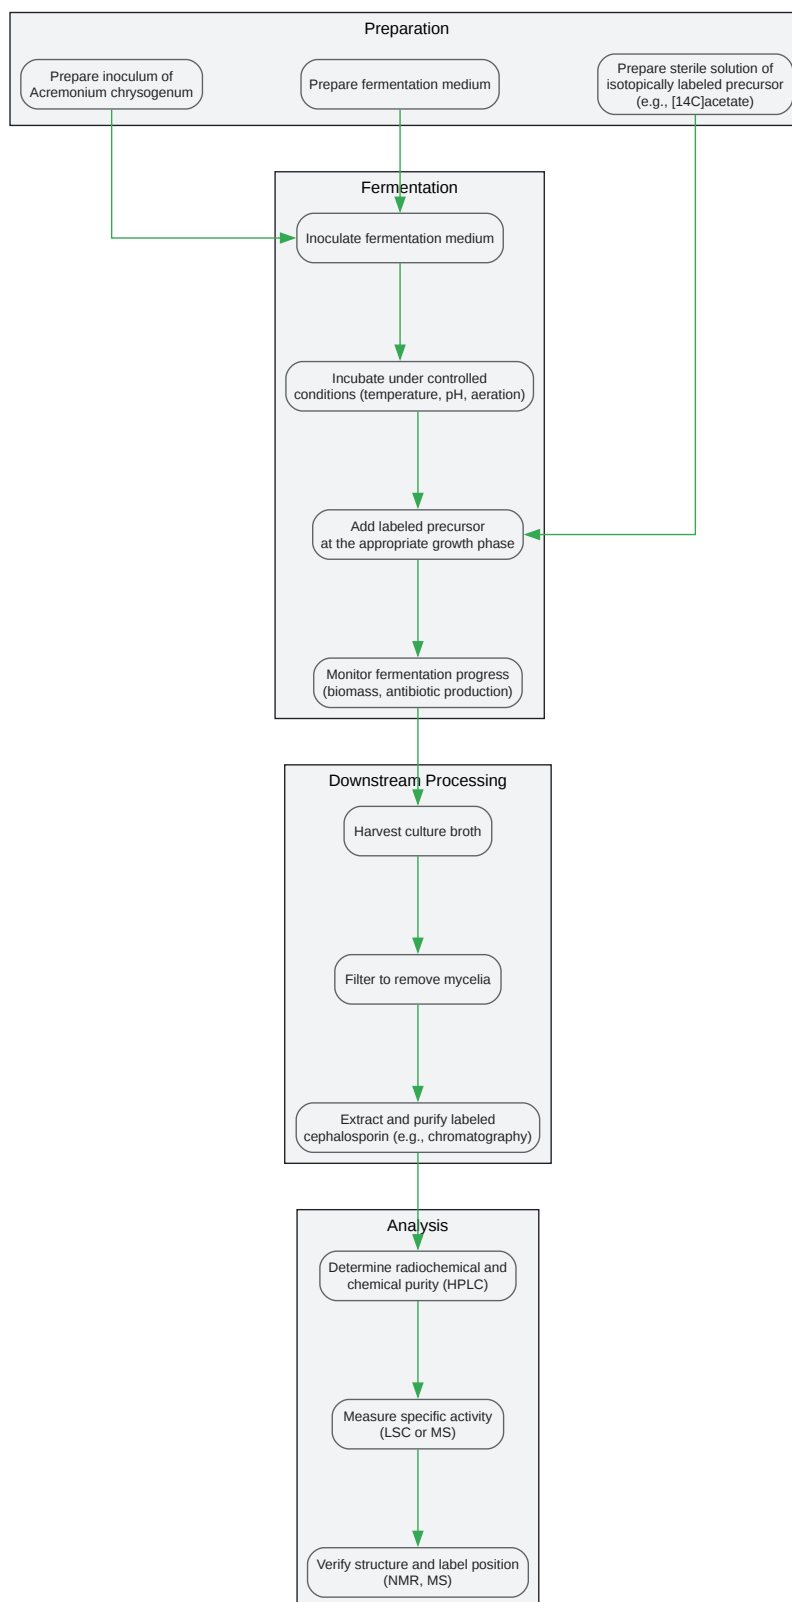 Preparation
Prepare inoculum of
Acremonium chrysogenum
Prepare fermentation medium
Prepare sterile solution of
isotopically labeled precursor
(e.g., [14C]acetate)
Fermentation
Inoculate fermentation medium
Incubate under controlled
conditions (temperature, pH, aeration)
Add labeled precursor
at the appropriate growth phase
Monitor fermentation progress
(biomass, antibiotic production)
Downstream Processing
Harvest culture broth
Filter to remove mycelia
Extract and purify labeled
cephalosporin (e.g., chromatography)
Analysis
Determine radiochemical and
chemical purity (HPLC)
Measure specific activity
(LSC or MS)
Verify structure and label position
(NMR, MS)